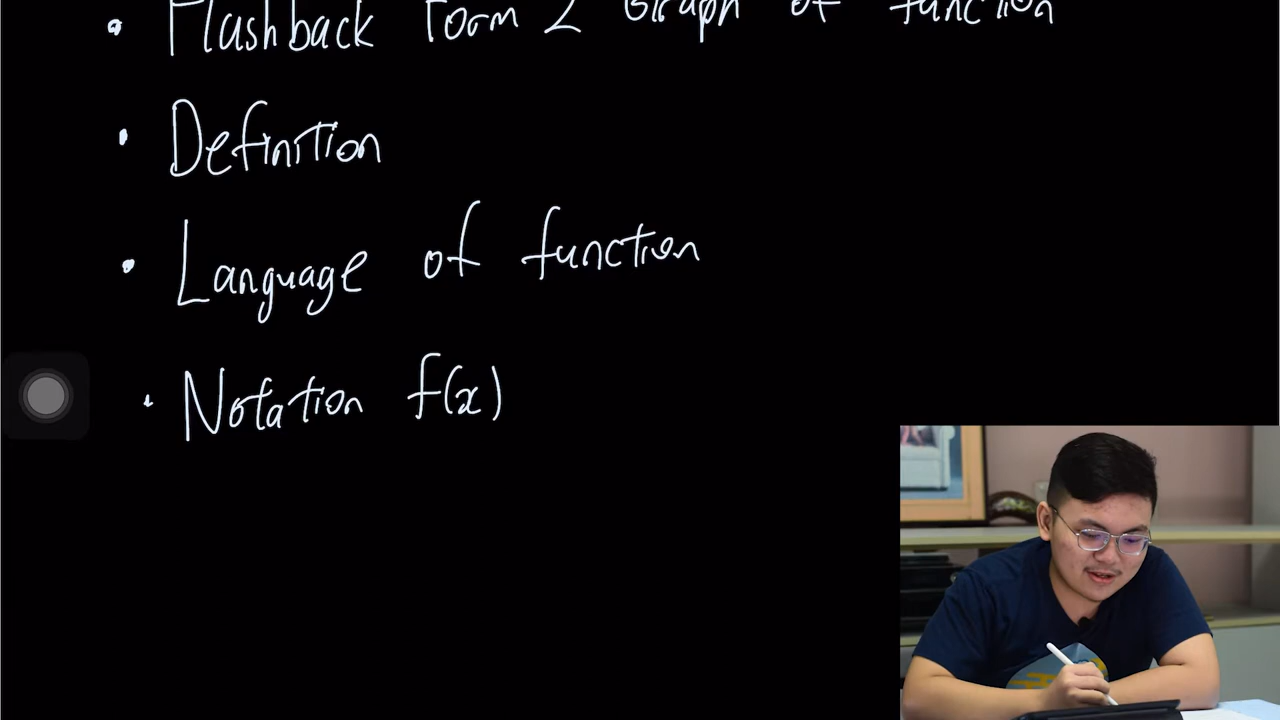 • Flashback Form 2 Graph of function
• Definition
• Language of function
• Notation f(x)